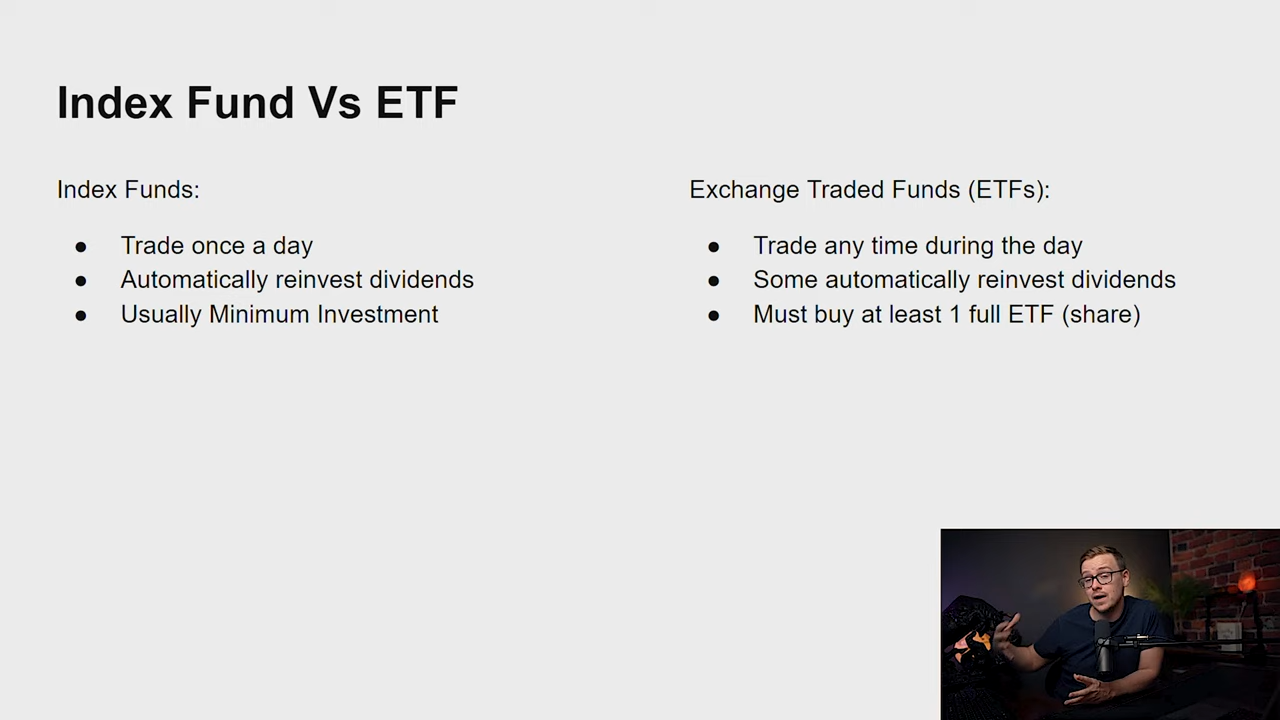 Index Fund Vs ETF
Index Funds:
● Trade once a day
● Automatically reinvest dividends
● Usually Minimum Investment
Exchange Traded Funds (ETFs):
● Trade any time during the day
● Some automatically reinvest dividends
● Must buy at least 1 full ETF (share)